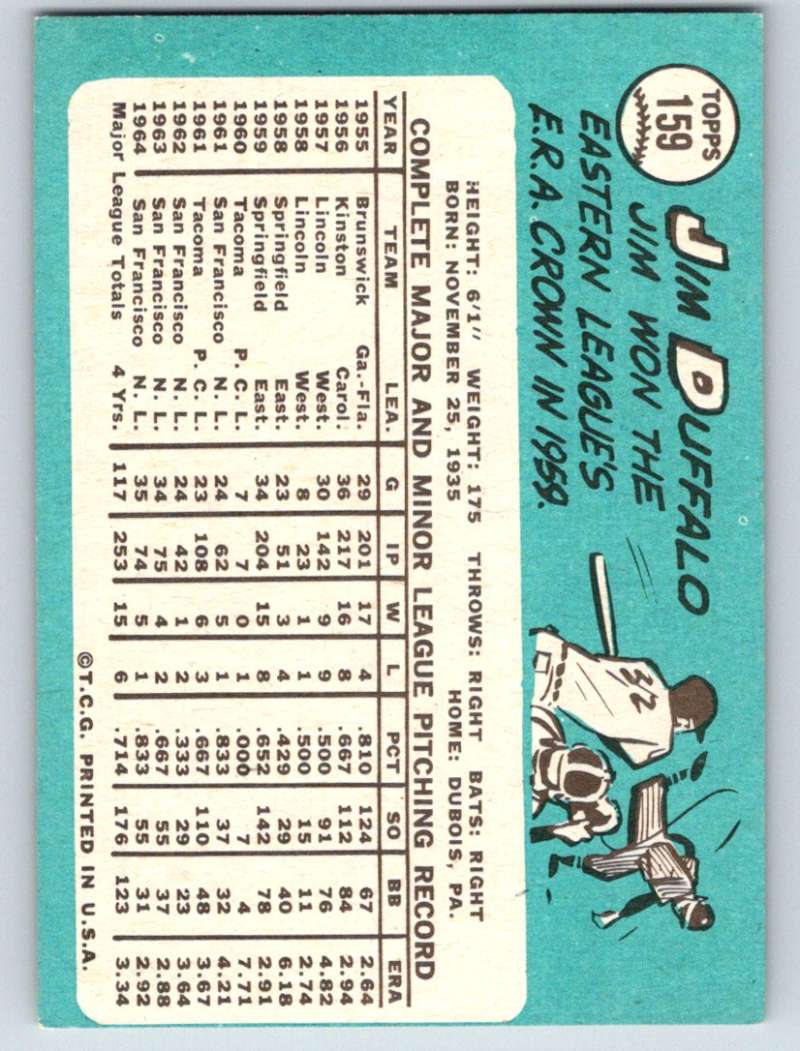 TOPPS
159
JIM DUFFALO
JIM WON THE
EASTERN LEAGUE'S
E.R.A. CROWN IN 1959.
32
HEIGHT: 6'1" WEIGHT: 175 THROWS: RIGHT BATS: RIGHT
BORN: NOVEMBER 25, 1935 HOME: DUBOIS, PA.
COMPLETE MAJOR AND MINOR LEAGUE PITCHING RECORD
YEAR TEAM LEA. G IP W L PCT SO BB ERA
1955 Brunswick Ga.-Fla. 29 201 17 4 .810 124 67 2.64
1956 Kinston Carol. 36 217 16 8 .667 112 84 2.94
1957 Lincoln West. 30 142 9 9 .500 91 76 4.82
1958 Lincoln West. 8 23 1 1 .500 15 11 2.74
1958 Springfield East. 23 51 3 4 .429 29 40 6.18
1959 Springfield East. 34 204 15 8 .652 142 78 2.91
1960 Tacoma P. C. L. 7 7 0 1 .000 7 4 7.71
1961 San Francisco N. L. 24 62 5 1 .833 37 32 4.21
1961 Tacoma P. C. L. 23 108 6 3 .667 110 48 3.67
1962 San Francisco N. L. 24 42 1 2 .333 29 23 3.64
1963 San Francisco N. L. 34 75 4 2 .667 55 37 2.88
1964 San Francisco N. L. 35 74 5 1 .833 55 31 2.92
Major League Totals 4 Yrs. 117 253 15 6 .714 176 123 3.34
©T.C.G. PRINTED IN U.S.A.